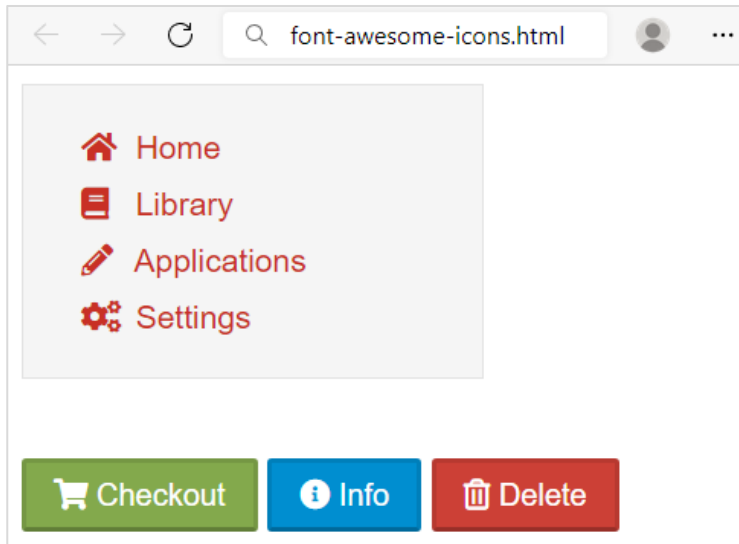 font-awesome-icons.html
Home
Library
Applications
Settings
Checkout Info Delete